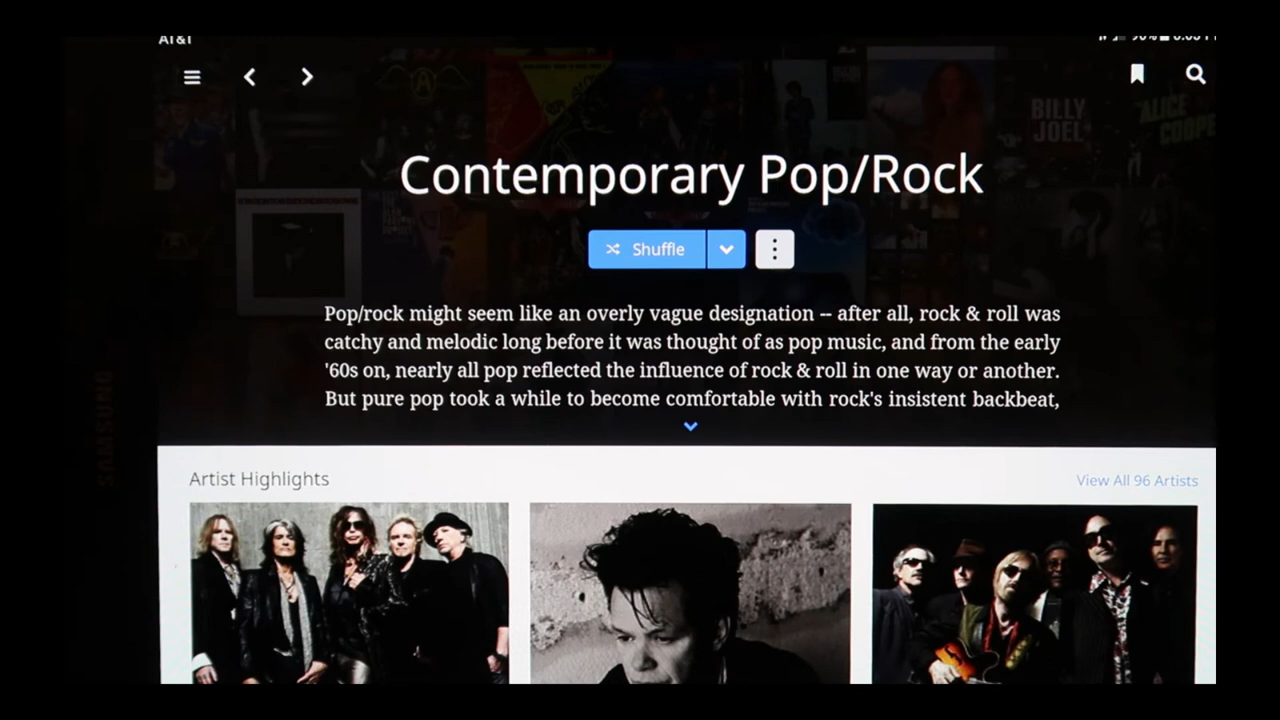 AT&T
BILLY
JOEL
ALICE
COOPER
Contemporary Pop/Rock
Shuffle
Pop/rock might seem like an overly vague designation -- after all, rock & roll was
catchy and melodic long before it was thought of as pop music, and from the early
'60s on, nearly all pop reflected the influence of rock & roll in one way or another.
But pure pop took a while to become comfortable with rock's insistent backbeat,
SAMSUNG
Artist Highlights
View All 96 Artists